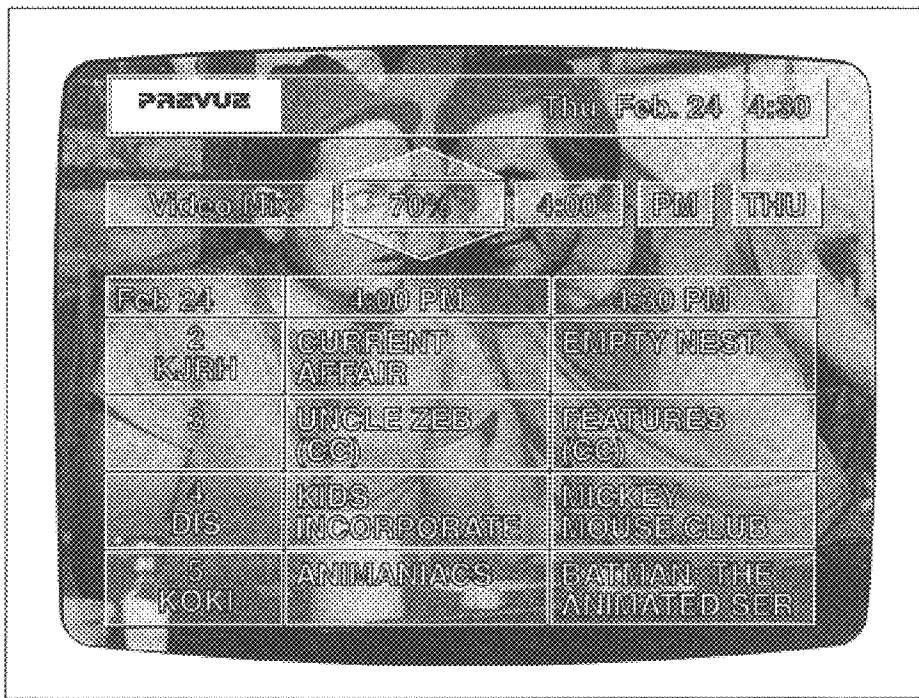 PREVUE Thu Feb. 24 4:30
Video Mix 70% 4:00 PM THU
Feb 24 4:00 PM 4:30 PM
2 CURRENT EMPTY NEST
KJRH AFFAIR
3 UNCLE ZEB FEATURES
(CC) (CC)
4 KIDS MICKEY
DIS INCORPORATE MOUSE CLUB
5 ANIMANIACS BATMAN: THE
KOKI ANIMATED SER